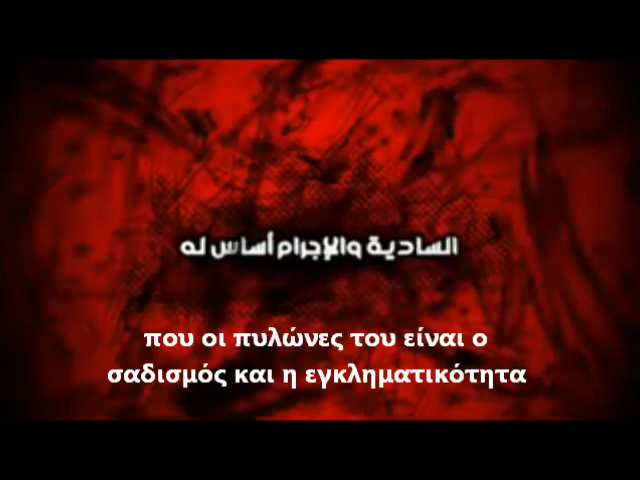 السادية والإجرام أساس له
που οι πυλώνες του είναι ο
σαδισμός και η εγκληματικότητα